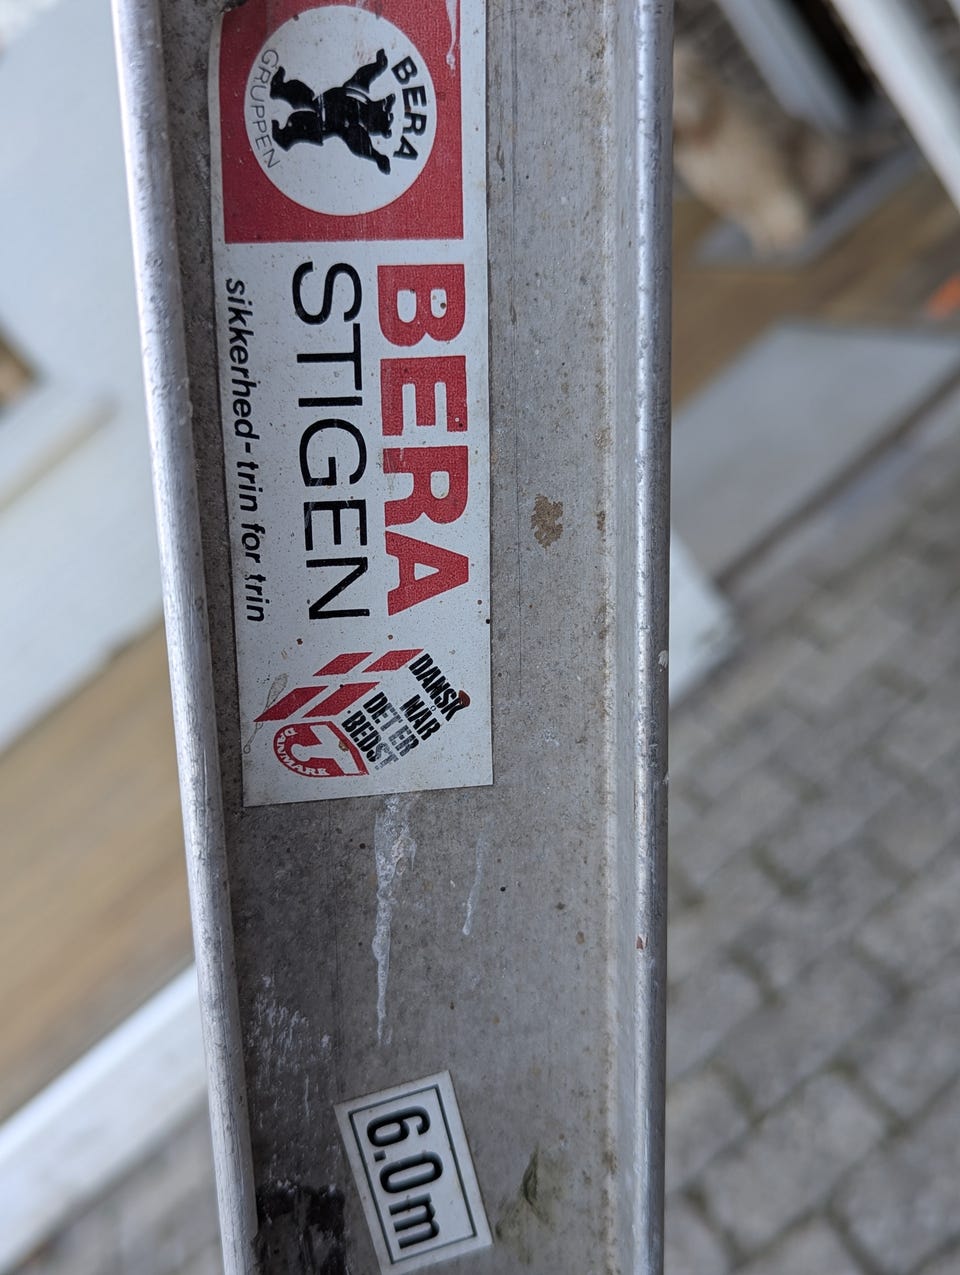 BERA
GRUPPEN
BERA
STIGEN
sikkerhed-trin for trin
DANSK
NÅR
DET ER
BEDST
DANMARK
6.0m